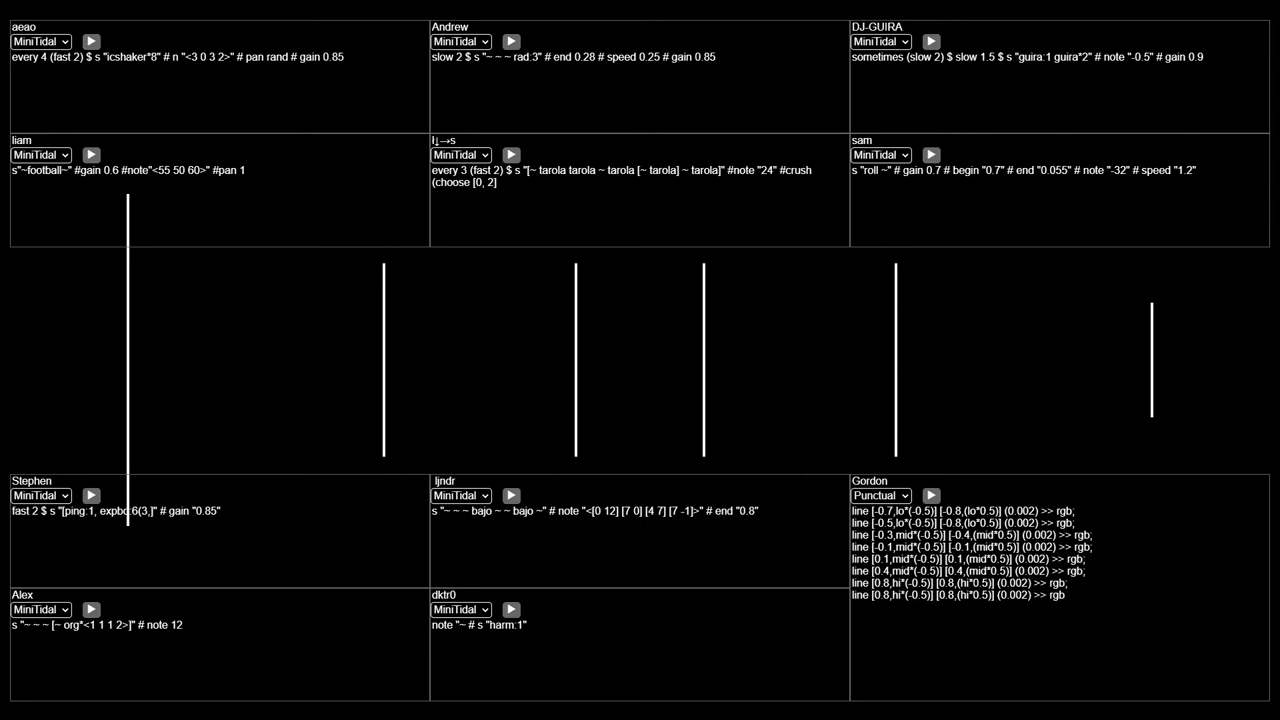 aeao
MiniTidal
every 4 (fast 2) $ s "icshaker*8" # n "<3 0 3 2>" # pan rand # gain 0.85
Andrew
MiniTidal
slow 2 $ s "~ ~ ~ rad:3" # end 0.28 # speed 0.25 # gain 0.85
DJ-GUIRA
MiniTidal
sometimes (slow 2) $ slow 1.5 $ s "guira:1 guira*2" # note "-0.5" # gain 0.9
liam
MiniTidal
s"~football~" #gain 0.6 #note"<55 50 60>" #pan 1
ł↓→s
MiniTidal
every 3 (fast 2) $ s "[~ tarola tarola ~ tarola [~ tarola] ~ tarola]" #note "24" #crush
(choose [0, 2]
sam
MiniTidal
s "roll ~" # gain 0.7 # begin "0.7" # end "0.055" # note "-32" # speed "1.2"
Stephen
MiniTidal
fast 2 $ s "[ping:1, expbd:6(3,]" # gain "0.85"
ljndr
MiniTidal
s "~ ~ ~ bajo ~ ~ bajo ~" # note "<[0 12] [7 0] [4 7] [7 -1]>" # end "0.8"
Gordon
Punctual
line [-0.7,lo*(-0.5)] [-0.8,(lo*0.5)] (0.002) >> rgb;
line [-0.5,lo*(-0.5)] [-0.8,(lo*0.5)] (0.002) >> rgb;
line [-0.3,mid*(-0.5)] [-0.4,(mid*0.5)] (0.002) >> rgb;
line [-0.1,mid*(-0.5)] [-0.1,(mid*0.5)] (0.002) >> rgb;
line [0.1,mid*(-0.5)] [0.1,(mid*0.5)] (0.002) >> rgb;
line [0.4,mid*(-0.5)] [0.4,(mid*0.5)] (0.002) >> rgb;
line [0.8,hi*(-0.5)] [0.8,(hi*0.5)] (0.002) >> rgb;
line [0.8,hi*(-0.5)] [0.8,(hi*0.5)] (0.002) >> rgb
Alex
MiniTidal
s "~ ~ ~ [~ org*<1 1 1 2>]" # note 12
dktr0
MiniTidal
note "~ # s "harm:1"